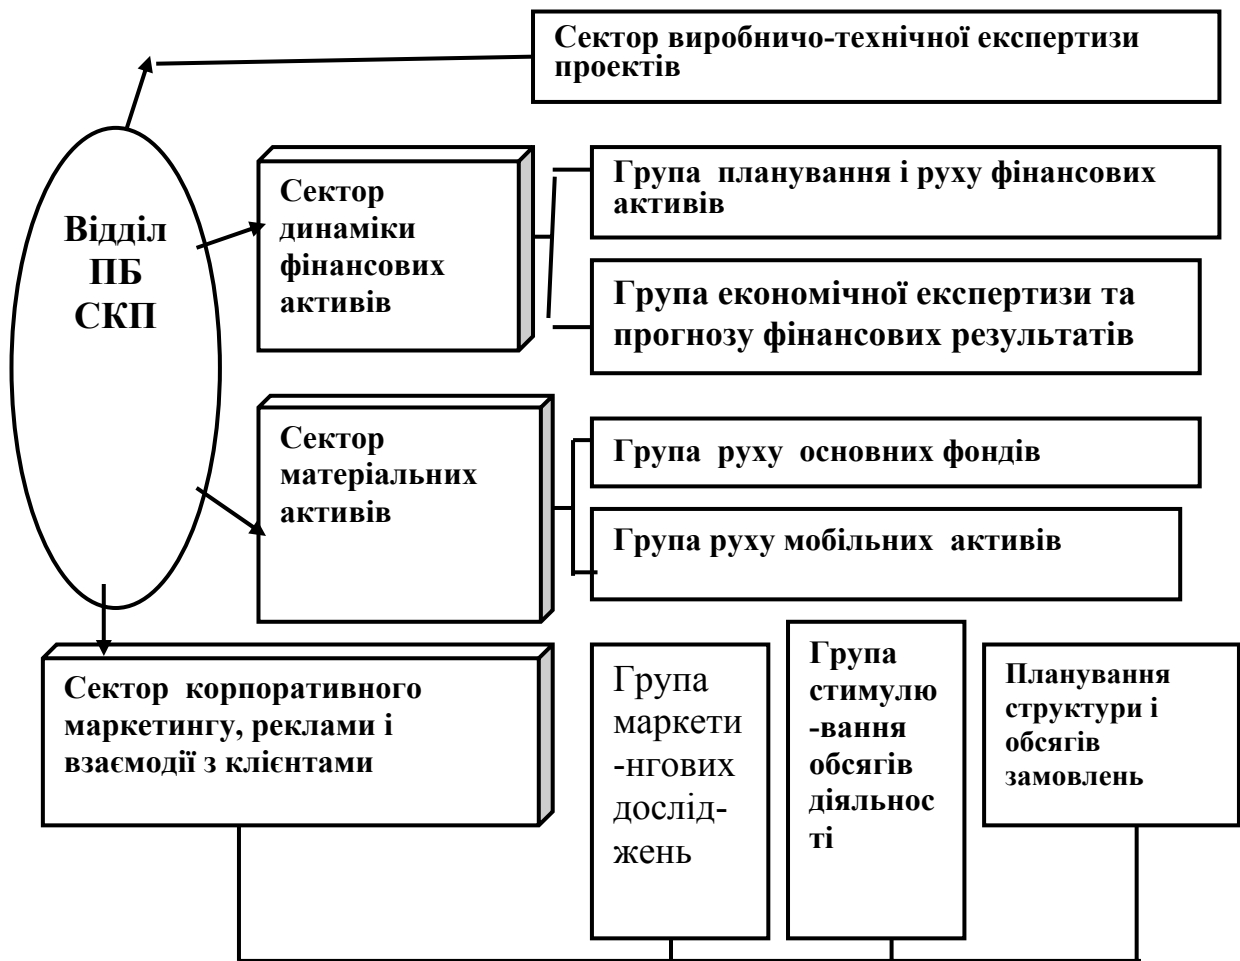 Сектор виробничо-технічної експертизи
проектів
Відділ
ПБ
СКП
Сектор
динаміки
фінансових
активів
Група планування і руху фінансових
активів
Група економічної експертизи та
прогнозу фінансових результатів
Сектор
матеріальних
активів
Група руху основних фондів
Група руху мобільних активів
Сектор корпоративного
маркетингу, реклами і
взаємодії з клієнтами
Група
маркети
-нгових
дослід-
жень
Група
стимулю
-вання
обсягів
діяльнос
ті
Планування
структури і
обсягів
замовлень